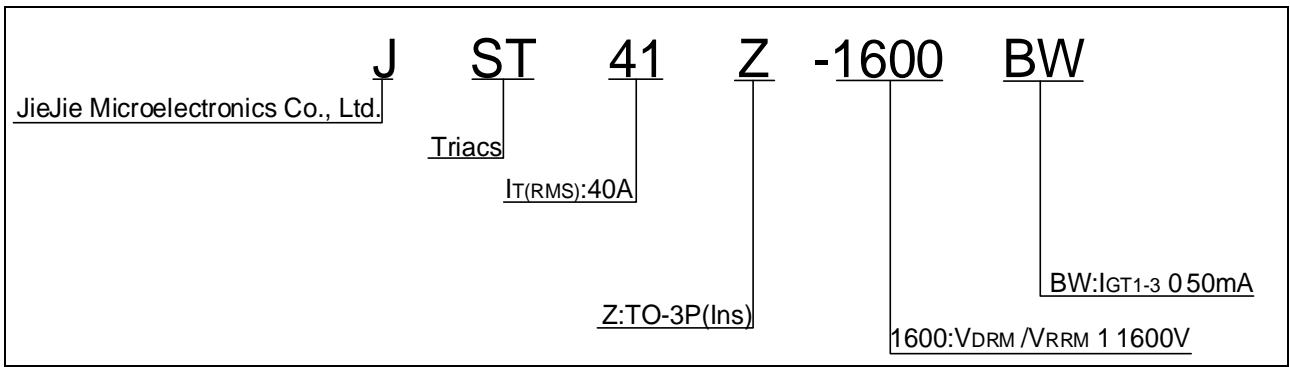 J ST 41 Z -1600 BW
JieJie Microelectronics Co., Ltd.
Triacs
IT(RMS):40A
BW:IGT1-3 0 50mA
Z:TO-3P(Ins)
1600:VDRM /VRRM 1 1600V